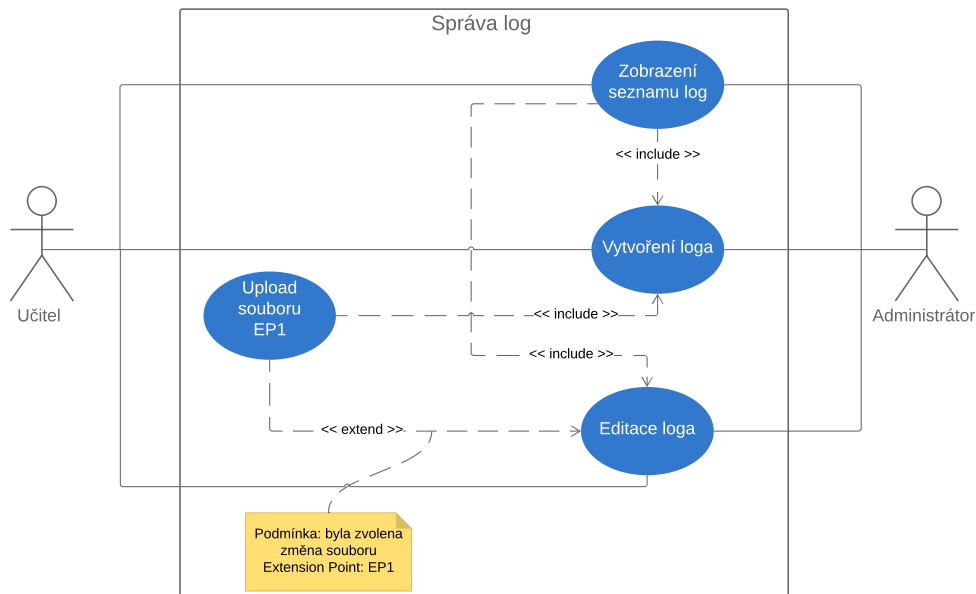 Správa log
Zobrazení
seznamu log
<< include >>
Vytvoření loga
Upload
souboru
EP1
Učitel
Administrátor
<< include >>
<< include >>
Editace loga
<< extend >>
Podmínka: byla zvolena
změna souboru
Extension Point: EP1